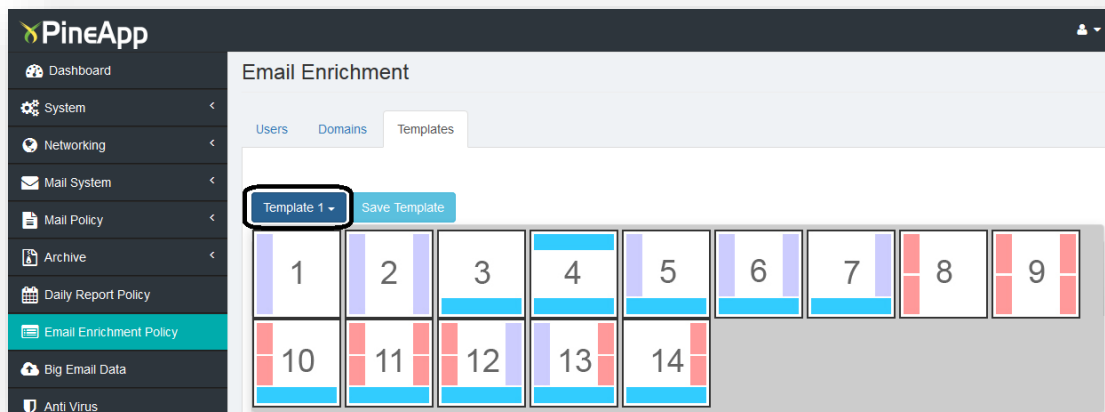 PineApp
Dashboard
Email Enrichment
System
Users Domains Templates
Networking
Mail System
Template 1 Save Template
Mail Policy
1 2 3 4 5 6 7 8 9
Archive
Daily Report Policy
Email Enrichment Policy
10 11 12 13 14
Big Email Data
Anti Virus